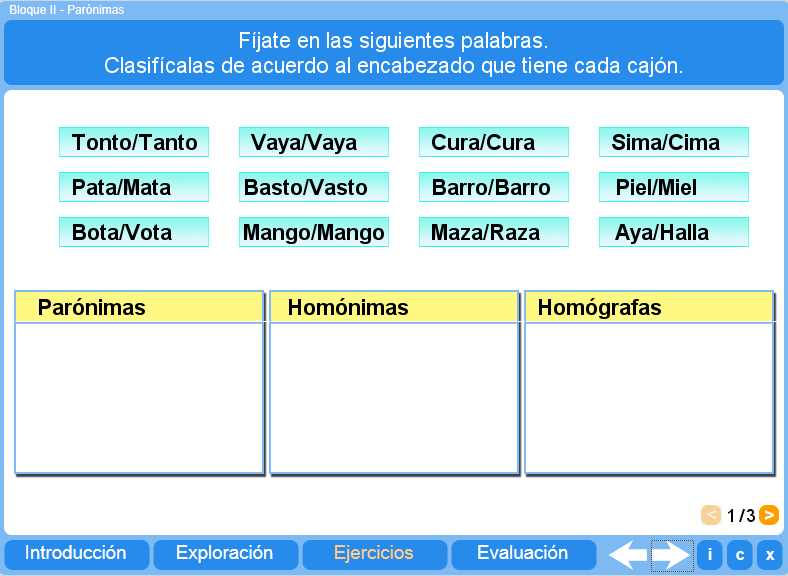 Bloque II - Parónimas
Fíjate en las siguientes palabras.
Clasifícalas de acuerdo al encabezado que tiene cada cajón.
Tonto/Tanto Vaya/Vaya Cura/Cura Sima/Cima
Pata/Mata Basto/Vasto Barro/Barro Piel/Miel
Bota/Vota Mango/Mango Maza/Raza Aya/Halla
Parónimas Homónimas Homógrafas
< 1/3 >
Introducción Exploración Ejercicios Evaluación i c x